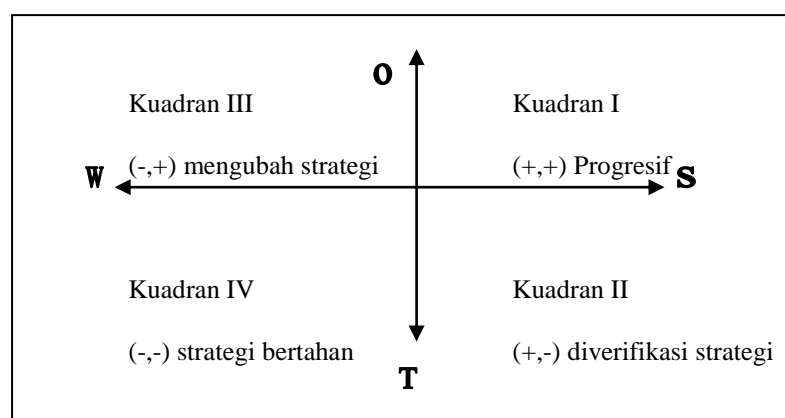 O
Kuadran III
(-,+) mengubah strategi
Kuadran I
(+,+) Progresif
W
S
Kuadran IV
(-,-) strategi bertahan
Kuadran II
(+,-) diverifikasi strategi
T